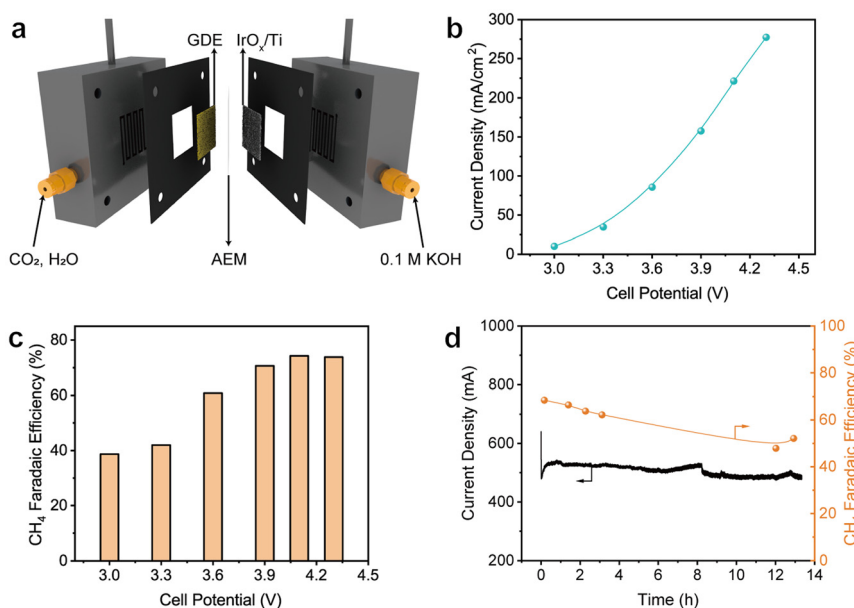 a
GDE
IrOₓ/Ti
CO₂, H₂O
AEM
0.1 M KOH
b
Current Density (mA/cm²)
300
250
200
150
100
50
0
3.0 3.3 3.6 3.9 4.2 4.5
Cell Potential (V)
c
CH₄ Faradaic Efficiency (%)
80
60
40
20
0
3.0 3.3 3.6 3.9 4.2 4.5
Cell Potential (V)
d
Current Density (mA)
1000
800
600
400
200
0 2 4 6 8 10 12 14
Time (h)
100
80
60
40
20
0
Faradaic Efficiency (%)